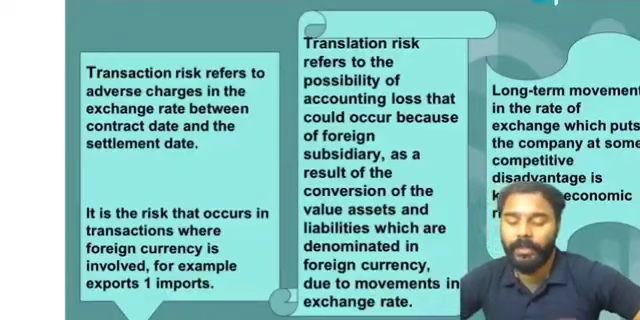 Transaction risk refers to
adverse charges in the
exchange rate between
contract date and the
settlement date.
It is the risk that occurs in
transactions where
foreign currency is
involved, for example
exports 1 imports.
Translation risk
refers to the
possibility of
accounting loss that
could occur because
of foreign
subsidiary, as a
result of the
conversion of the
value assets and
liabilities which are
denominated in
foreign currency,
due to movements in
exchange rate.
Long-term movement
in the rate of
exchange which puts
the company at some
competitive
disadvantage is
economic